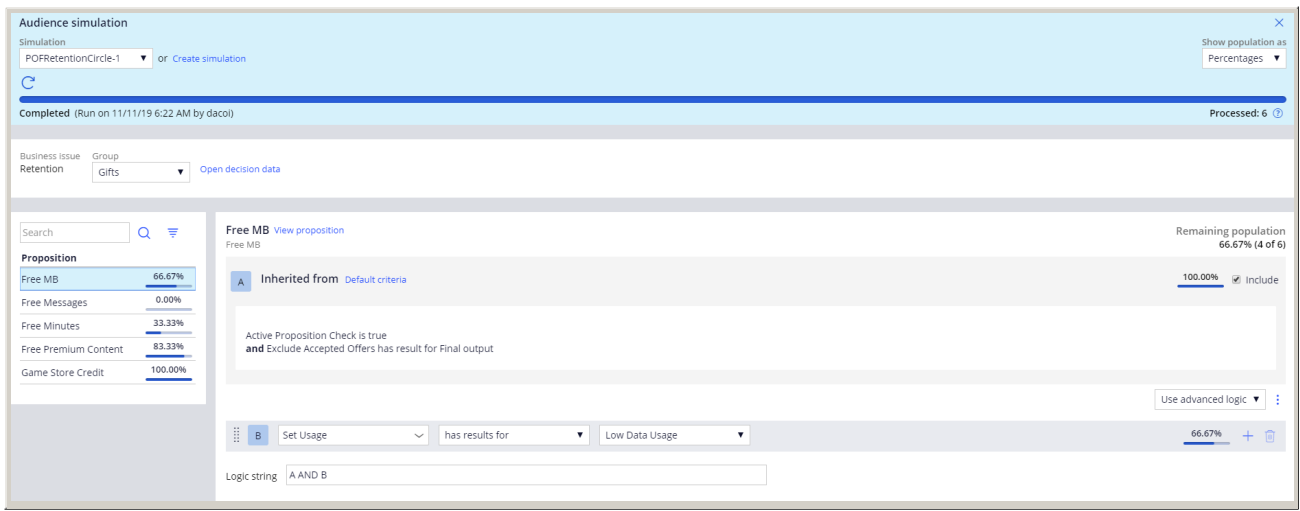 Audience simulation
Simulation
Show population as
POFRetentionCircle-1 or Create simulation
Percentages
Completed (Run on 11/11/19 6:22 AM by dacoi)
Processed: 6 ?
Business issue Group
Retention Gifts Open decision data
Search
Free MB View proposition
Free MB
Remaining population
66.67% (4 of 6)
Proposition
Free MB 66.67%
Free Messages 0.00%
Free Minutes 33.33%
Free Premium Content 83.33%
Game Store Credit 100.00%
A Inherited from Default criteria 100.00% Include
Active Proposition Check is true
and Exclude Accepted Offers has result for Final output
Use advanced logic
B Set Usage has results for Low Data Usage 66.67%
Logic string A AND B